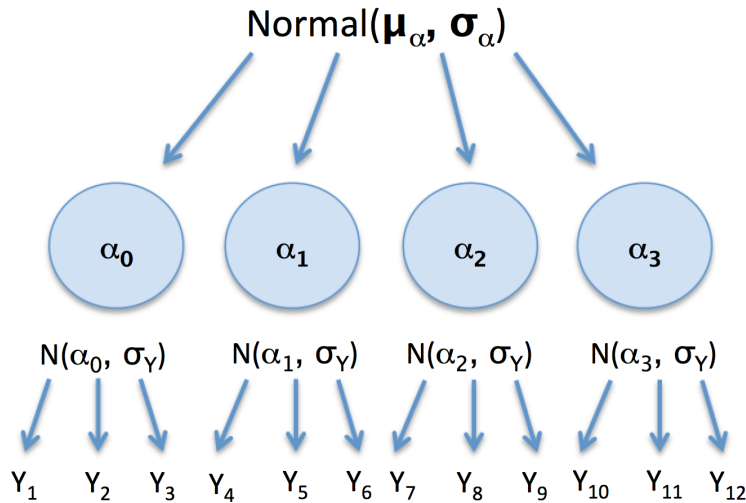 Normal(μα, σα)
α0 α1 α2 α3
N(α0, σY) N(α1, σY) N(α2, σY) N(α3, σY)
Y1 Y2 Y3 Y4 Y5 Y6 Y7 Y8 Y9 Y10 Y11 Y12